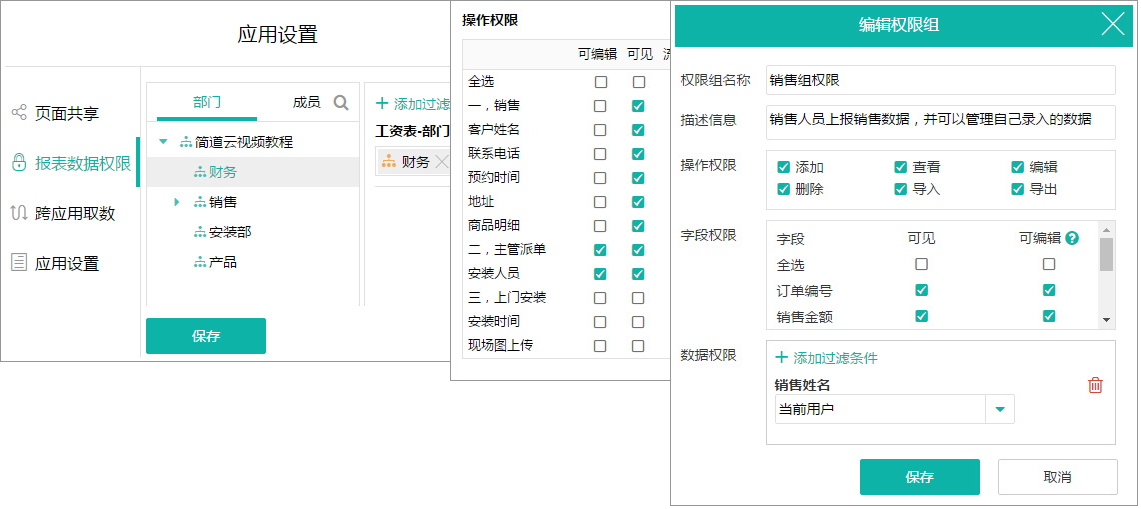 应用设置
页面共享
报表数据权限
跨应用取数
应用设置
部门 成员
简道云视频教程
财务
销售
安装部
产品
添加过滤
工资表-部门
财务
保存
操作权限
可编辑 可见
全选
一，销售
客户姓名
联系电话
预约时间
地址
商品明细
二，主管派单
安装人员
三，上门安装
安装时间
现场图上传
编辑权限组
权限组名称 销售组权限
描述信息 销售人员上报销售数据，并可以管理自己录入的数据
操作权限 添加 查看 编辑
删除 导入 导出
字段权限 字段 可见 可编辑 ?
全选
订单编号
销售金额
数据权限 添加过滤条件
销售姓名
当前用户
保存 取消